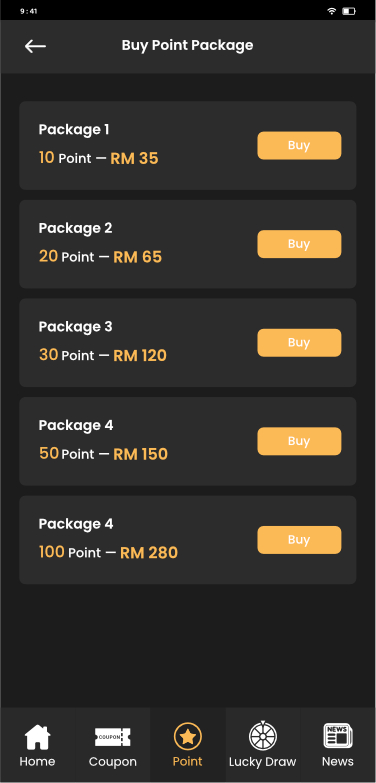 9 : 41
Buy Point Package
Package 1
10 Point — RM 35
Buy
Package 2
20 Point — RM 65
Buy
Package 3
30 Point — RM 120
Buy
Package 4
50 Point — RM 150
Buy
Package 4
100 Point — RM 280
Buy
COUPON
NEWS
Home
Coupon
Point
Lucky Draw
News